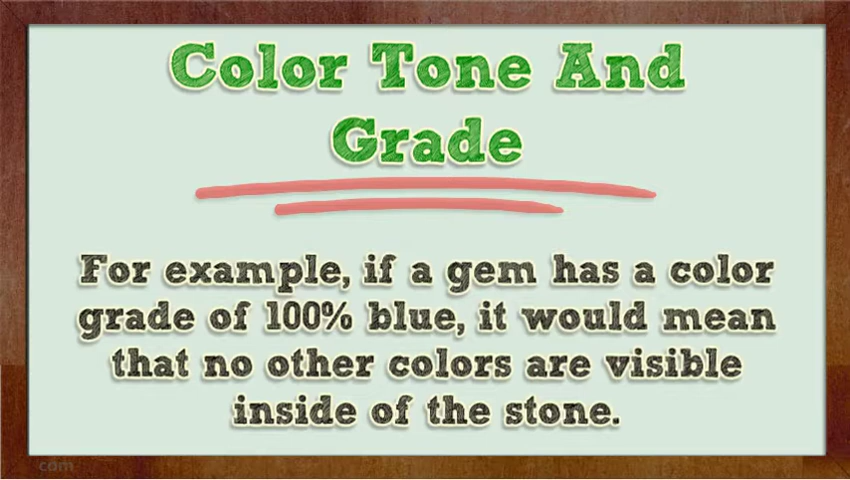 Color Tone And
Grade
For example, if a gem has a color
grade of 100% blue, it would mean
that no other colors are visible
inside of the stone.
com